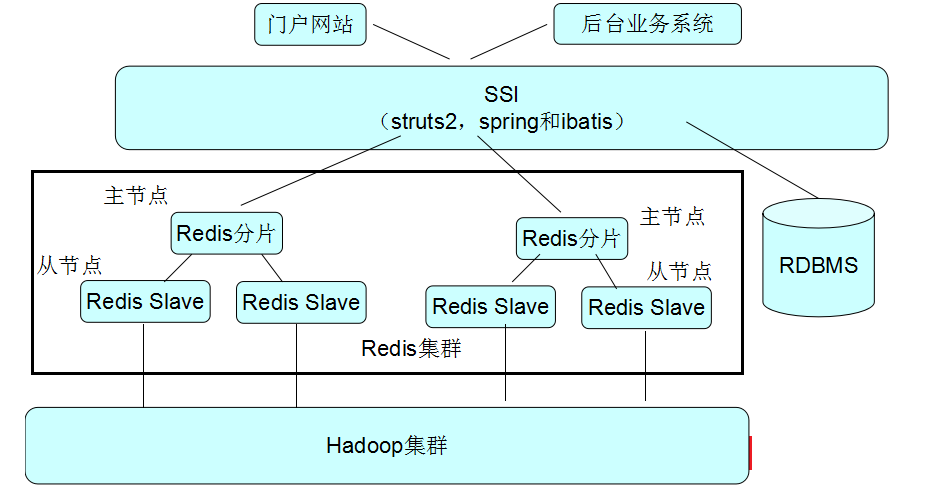 门户网站
后台业务系统
SSI
（struts2，spring和ibatis）
主节点
Redis分片
主节点
Redis分片
从节点
从节点
Redis Slave
Redis Slave
Redis Slave
Redis Slave
RDBMS
Redis集群
Hadoop集群